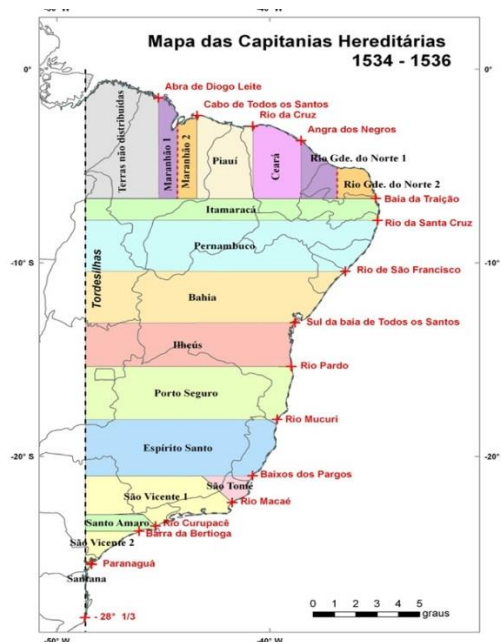 -50° W
-40° W
Mapa das Capitanias Hereditárias
1534 - 1536
0°
Abra de Diogo Leite
Cabo de Todos os Santos
Rio da Cruz
Angra dos Negros
Terras não distribuídas
Maranhão 1
Maranhão 2
Piauí
Ceará
Rio Gde. do Norte 1
Rio Gde. do Norte 2
Baia da Traição
Itamaracá
Rio da Santa Cruz
Pernambuco
Tordesilhas
-10° S
Rio de São Francisco
Bahia
Sul da baia de Todos os Santos
Ilhéus
Rio Pardo
Porto Seguro
Rio Mucuri
Espírito Santo
-20° S
Baixos dos Pargos
São Tomé
São Vicente 1
Rio Macaé
Santo Amaro
Rio Curupacê
Barra da Bertioga
São Vicente 2
Paranaguá
Santana
- 28° 1/3
0 1 2 3 4 5
graus
-50° W
-40° W